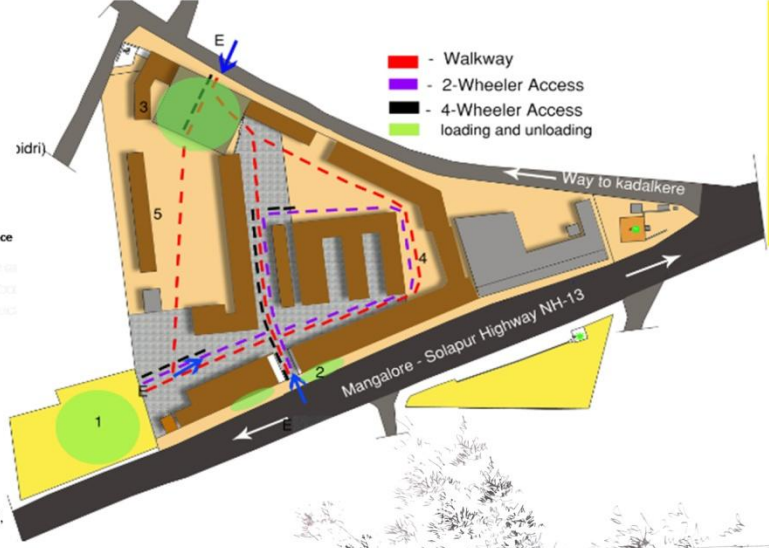 E
- Walkway
- 2-Wheeler Access
- 4-Wheeler Access
loading and unloading
3
Way to kadalkere
5
4
Mangalore - Solapur Highway NH-13
2
E
1
E